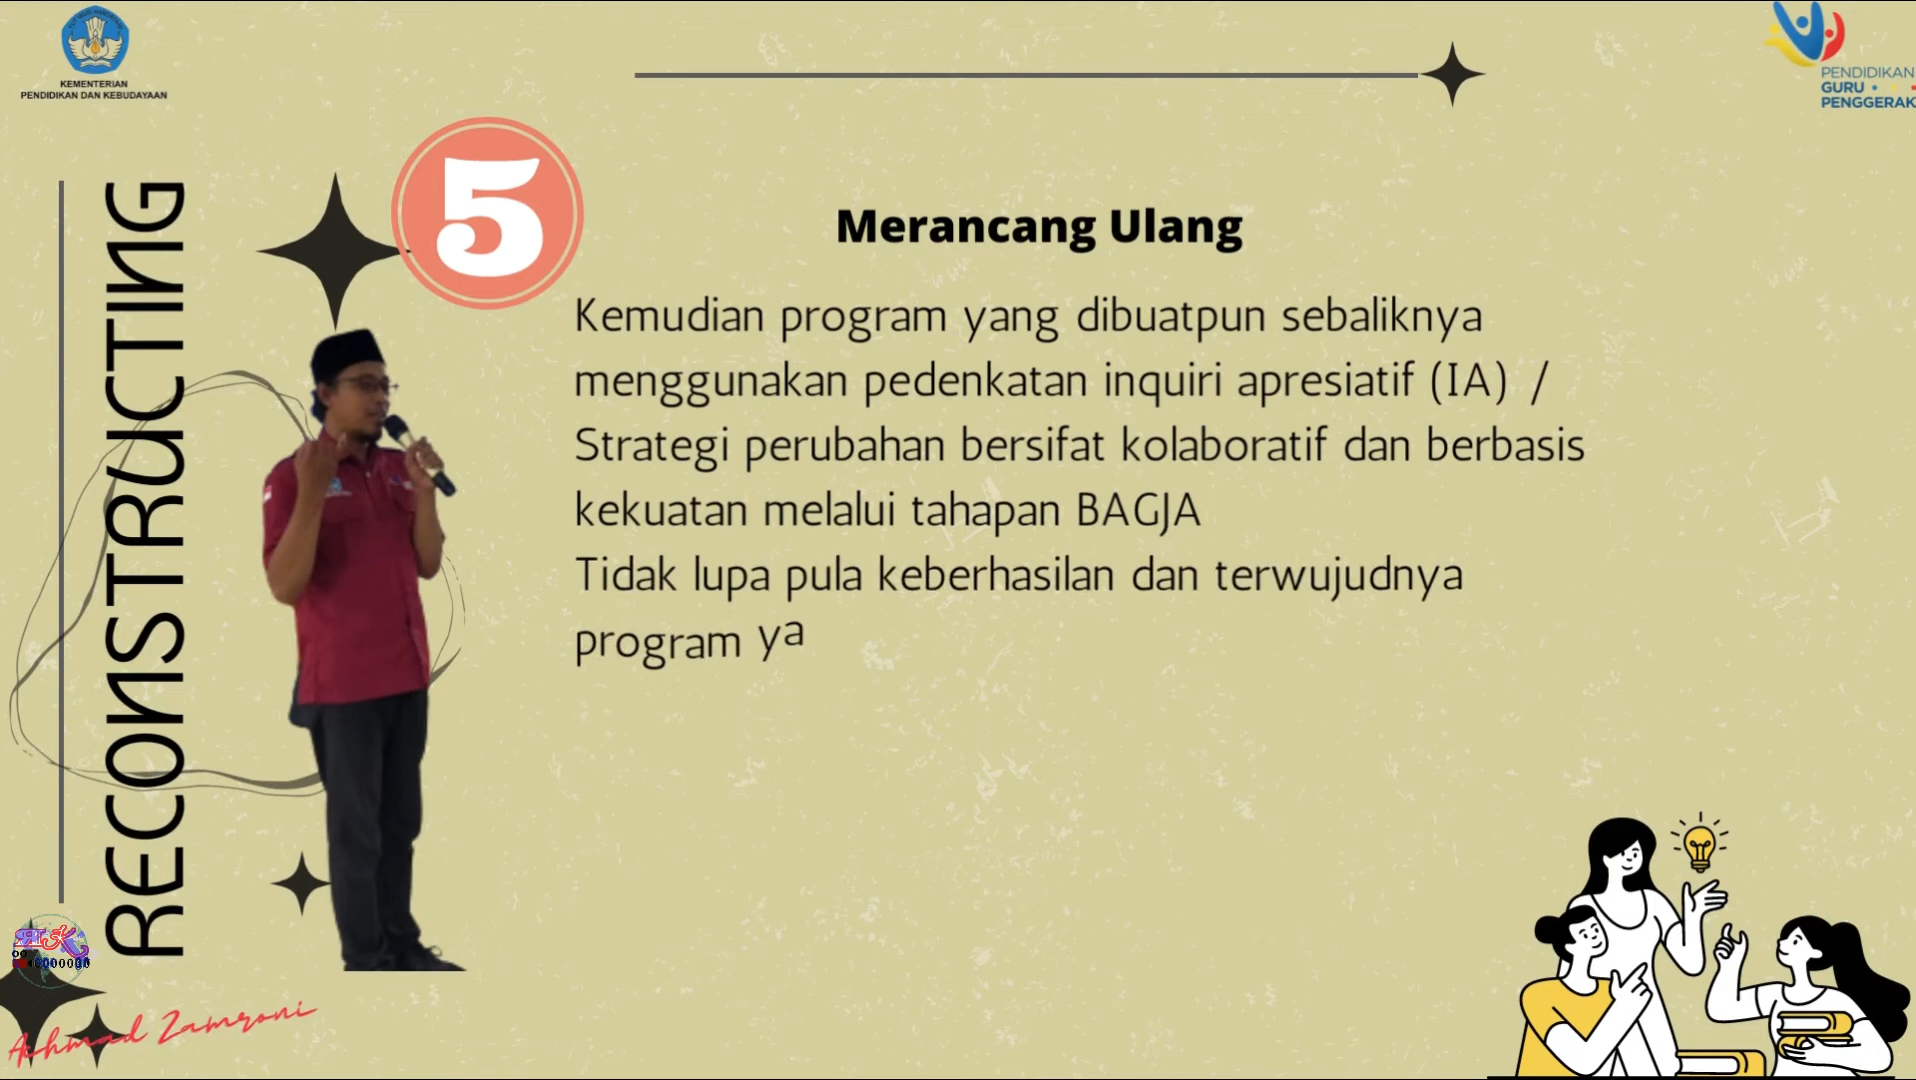 KEMENTERIAN
PENDIDIKAN DAN KEBUDAYAAN
PENDIDIKAN
GURU
PENGGERAK
RECONSTRUCTING
5
Merancang Ulang
Kemudian program yang dibuatpun sebaliknya
menggunakan pedenkatan inquiri apresiatif (IA) /
Strategi perubahan bersifat kolaboratif dan berbasis
kekuatan melalui tahapan BAGJA
Tidak lupa pula keberhasilan dan terwujudnya
program ya
Akhmad Zamroni